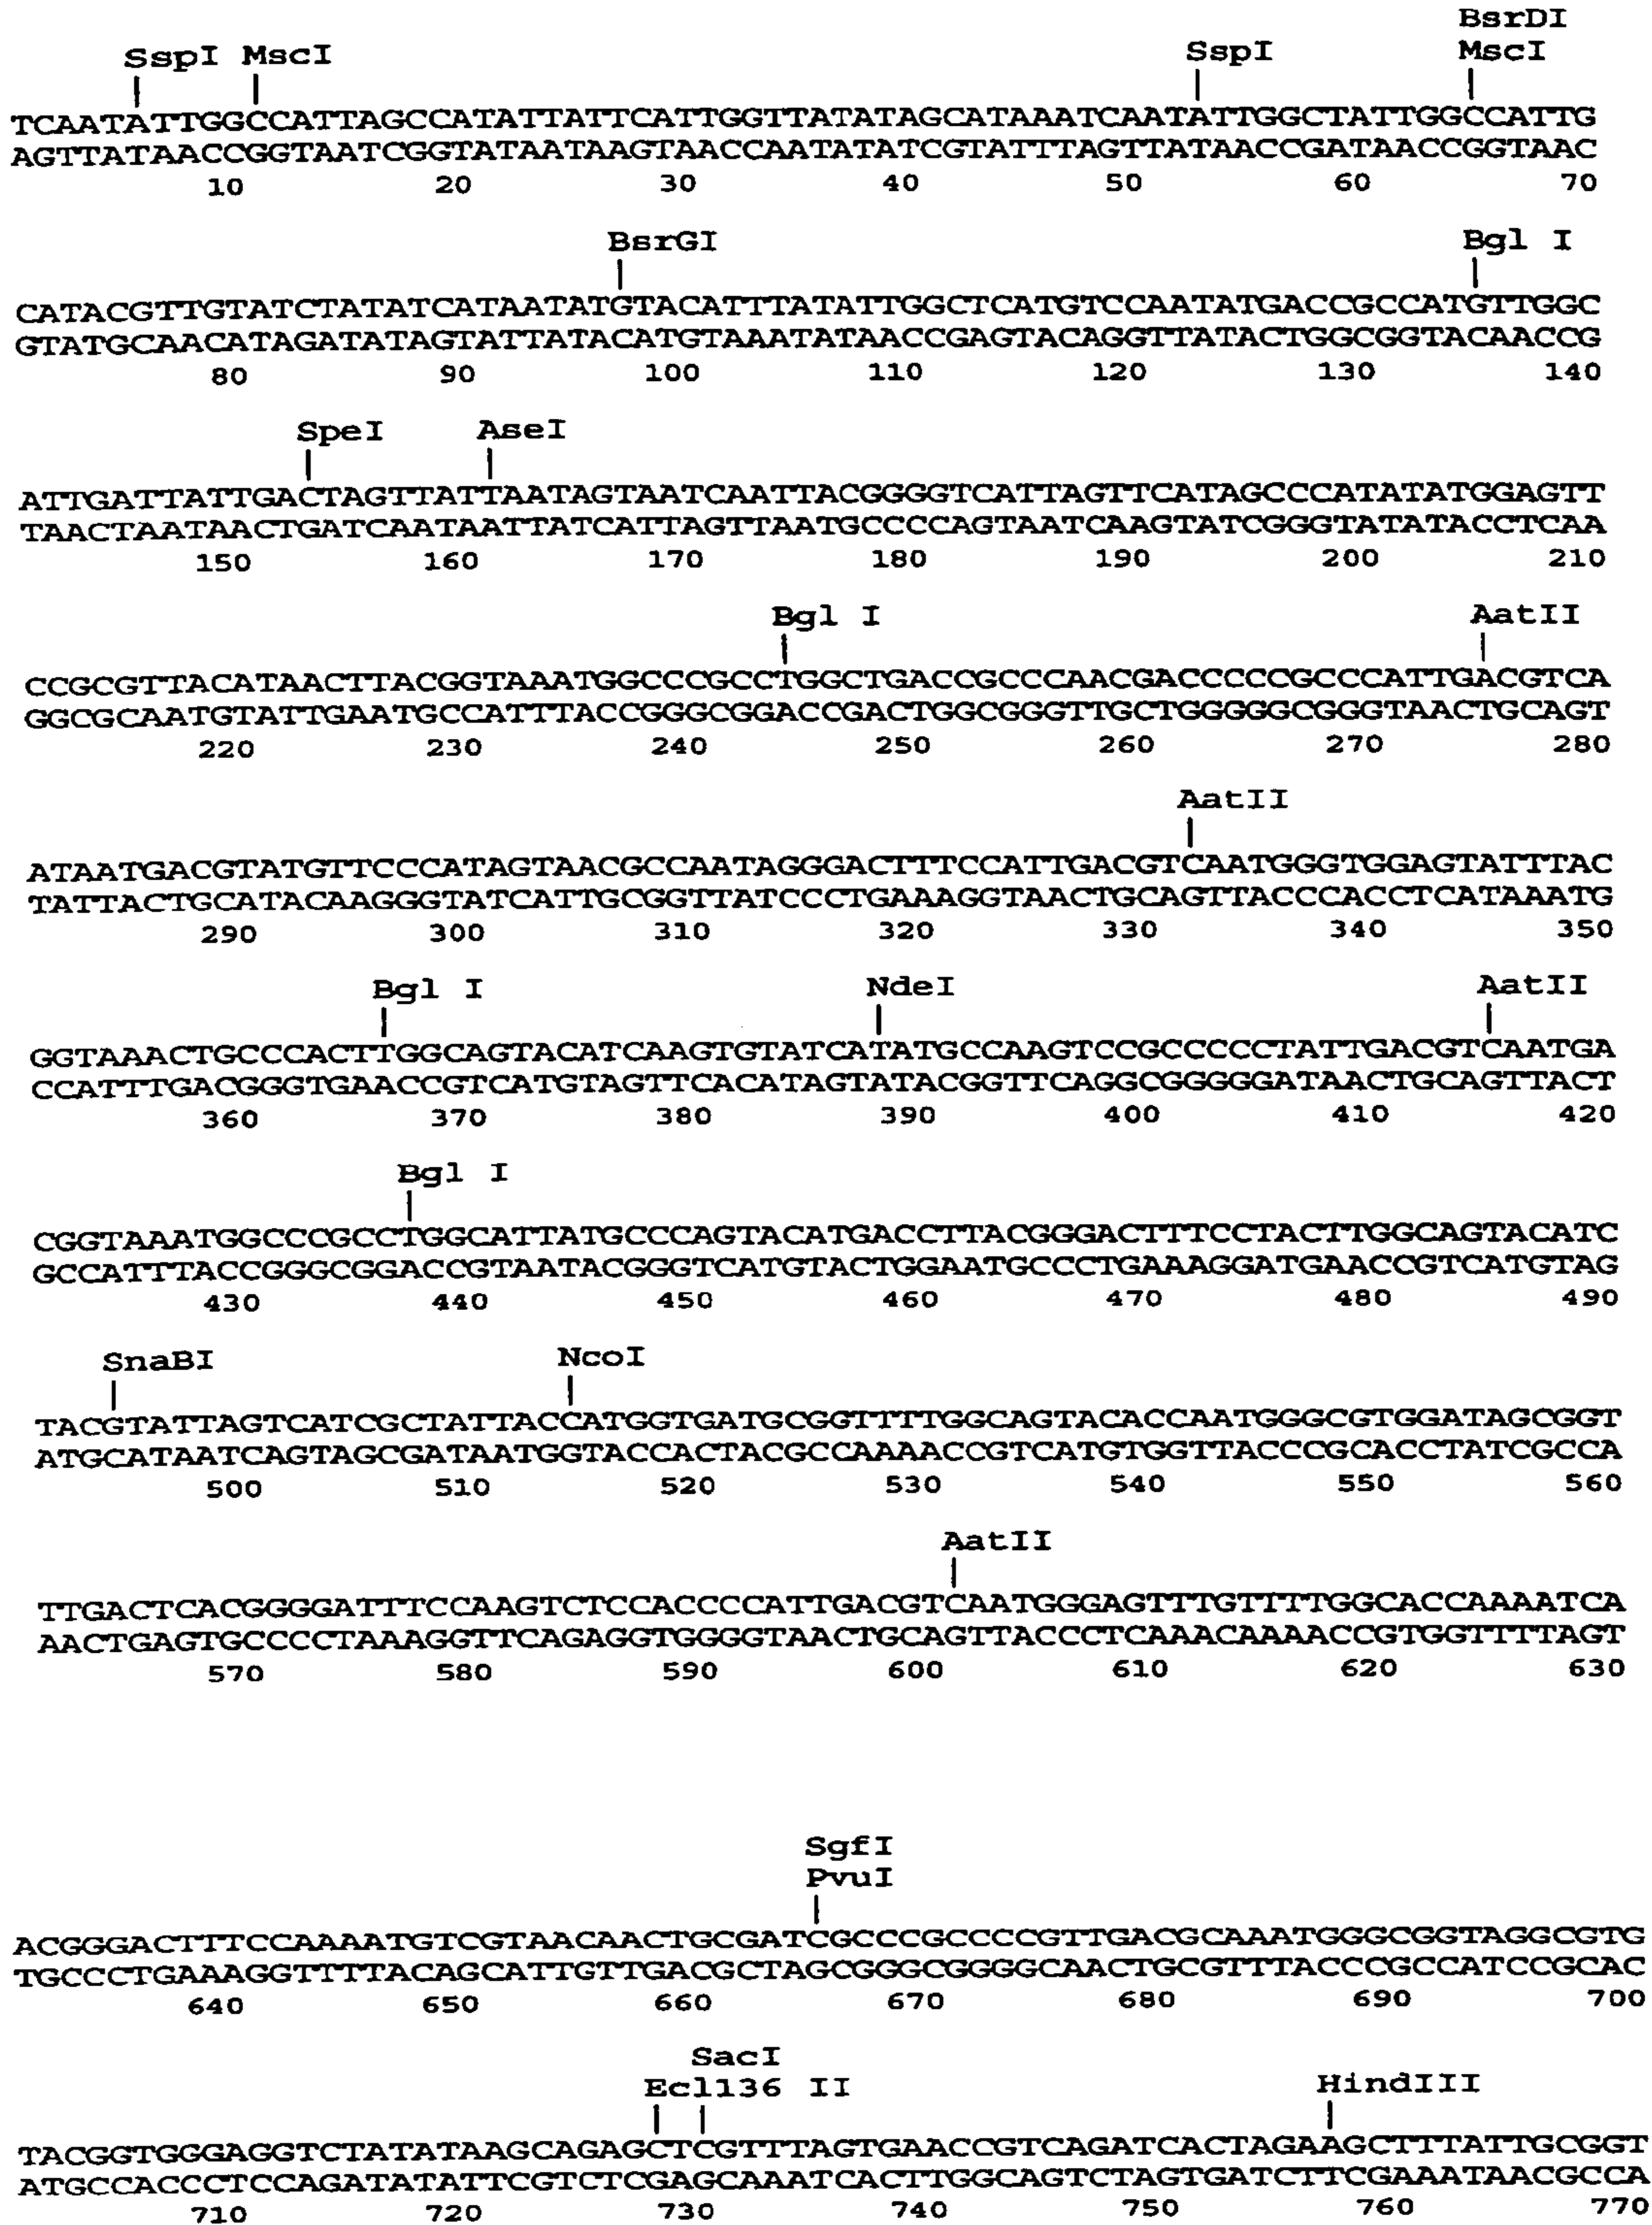 BsrDI
SspI MscI SspI MscI
TCAATATTGGCCATTAGCCATATTATTCATTGGTTATATAGCATAAATCAATATTGGCTATTGGCCATTG
AGTTATAACCGGTAATCGGTATAATAAGTAACCAATATATCGTATTTAGTTATAACCGATAACCGGTAAC
10 20 30 40 50 60 70
BsrGI Bgl I
CATACGTTGTATCTATATCATAATATGTACATTTATATTGGCTCATGTCCAATATGACCGCCATGTTGGC
GTATGCAACATAGATATAGTATTATACATGTAAATATAACCGAGTACAGGTTATACTGGCGGTACAACCG
80 90 100 110 120 130 140
SpeI AseI
ATTGATTATTGACTAGTTATTAATAGTAATCAATTACGGGGTCATTAGTTCATAGCCCATATATGGAGTT
TAACTAATAACTGATCAATAATTATCATTAGTTAATGCCCCAGTAATCAAGTATCGGGTATATACCTCAA
150 160 170 180 190 200 210
Bgl I AatII
CCGCGTTACATAACTTACGGTAAATGGCCCGCCTGGCTGACCGCCCAACGACCCCCGCCCATTGACGTCA
GGCGCAATGTATTGAATGCCATTTACCGGGCGGACCGACTGGCGGGTTGCTGGGGGCGGGTAACTGCAGT
220 230 240 250 260 270 280
AatII
ATAATGACGTATGTTCCCATAGTAACGCCAATAGGGACTTTCCATTGACGTCAATGGGTGGAGTATTTAC
TATTACTGCATACAAGGGTATCATTGCGGTTATCCCTGAAAGGTAACTGCAGTTACCCACCTCATAAATG
290 300 310 320 330 340 350
Bgl I NdeI AatII
GGTAAACTGCCCACTTGGCAGTACATCAAGTGTATCATATGCCAAGTCCGCCCCCTATTGACGTCAATGA
CCATTTGACGGGTGAACCGTCATGTAGTTCACATAGTATACGGTTCAGGCGGGGGATAACTGCAGTTACT
360 370 380 390 400 410 420
Bgl I
CGGTAAATGGCCCGCCTGGCATTATGCCCAGTACATGACCTTACGGGACTTTCCTACTTGGCAGTACATC
GCCATTTACCGGGCGGACCGTAATACGGGTCATGTACTGGAATGCCCTGAAAGGATGAACCGTCATGTAG
430 440 450 460 470 480 490
SnaBI NcoI
TACGTATTAGTCATCGCTATTACCATGGTGATGCGGTTTTGGCAGTACACCAATGGGCGTGGATAGCGGT
ATGCATAATCAGTAGCGATAATGGTACCACTACGCCAAAACCGTCATGTGGTTACCCGCACCTATCGCCA
500 510 520 530 540 550 560
AatII
TTGACTCACGGGGATTTCCAAGTCTCCACCCCATTGACGTCAATGGGAGTTTGTTTTGGCACCAAAATCA
AACTGAGTGCCCCTAAAGGTTCAGAGGTGGGGTAACTGCAGTTACCCTCAAACAAAACCGTGGTTTTAGT
570 580 590 600 610 620 630
SgfI
PvuI
ACGGGACTTTCCAAAATGTCGTAACAACTGCGATCGCCCGCCCCGTTGACGCAAATGGGCGGTAGGCGTG
TGCCCTGAAAGGTTTTACAGCATTGTTGACGCTAGCGGGCGGGGCAACTGCGTTTACCCGCCATCCGCAC
640 650 660 670 680 690 700
SacI
Ecl136 II HindIII
TACGGTGGGAGGTCTATATAAGCAGAGCTCGTTTAGTGAACCGTCAGATCACTAGAAGCTTTATTGCGGT
ATGCCACCCTCCAGATATATTCGTCTCGAGCAAATCACTTGGCAGTCTAGTGATCTTCGAAATAACGCCA
710 720 730 740 750 760 770